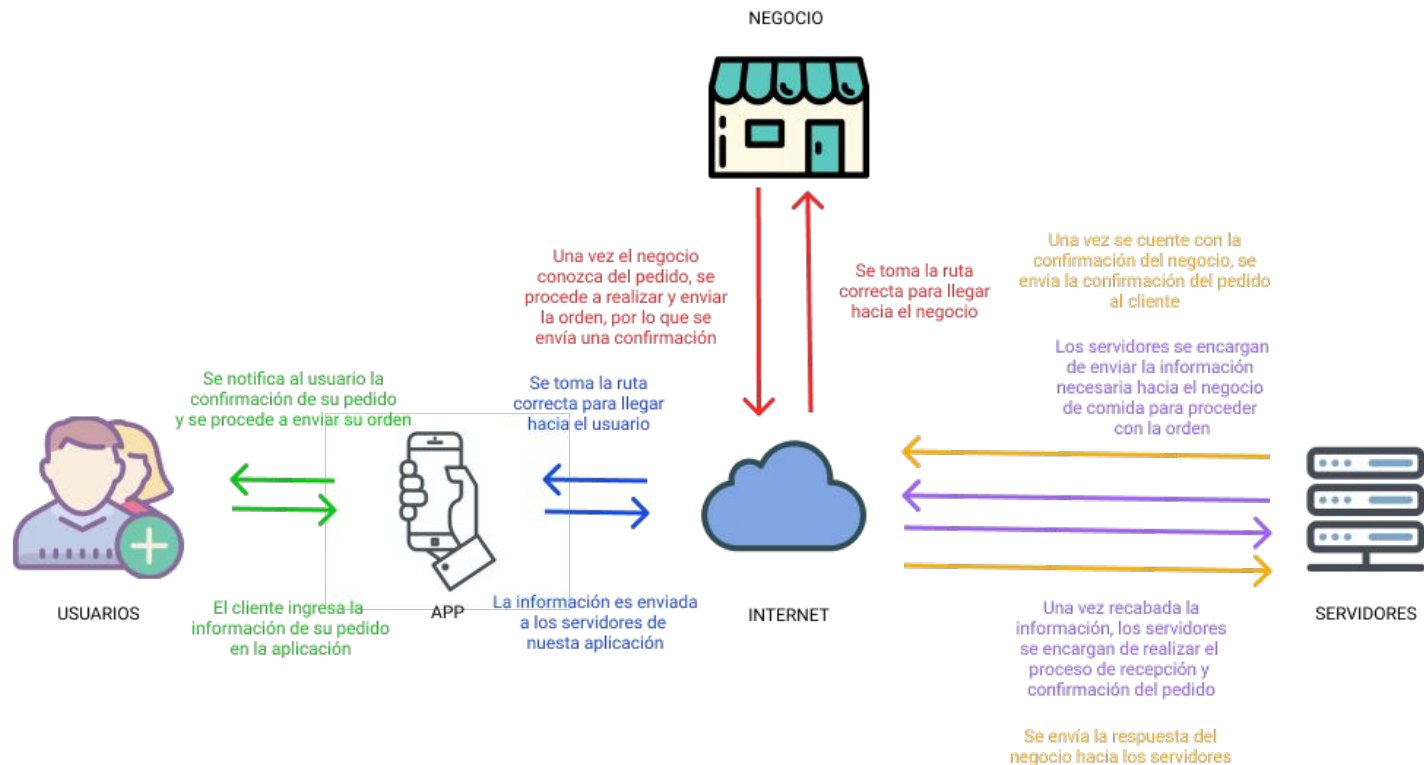 NEGOCIO
Una vez el negocio
conozca del pedido, se
procede a realizar y enviar
la orden, por lo que se
envía una confirmación
Se toma la ruta
correcta para llegar
hacia el negocio
Una vez se cuente con la
confirmación del negocio, se
envia la confirmación del pedido
al cliente
Los servidores se encargan
de enviar la información
necesaria hacia el negocio
de comida para proceder
con la orden
Se notifica al usuario la
confirmación de su pedido
y se procede a enviar su orden
Se toma la ruta
correcta para llegar
hacia el usuario
USUARIOS
El cliente ingresa la
información de su pedido
en la aplicación
APP
La información es enviada
a los servidores de
nuesta aplicación
INTERNET
Una vez recabada la
información, los servidores
se encargan de realizar el
proceso de recepción y
confirmación del pedido
SERVIDORES
Se envía la respuesta del
negocio hacia los servidores